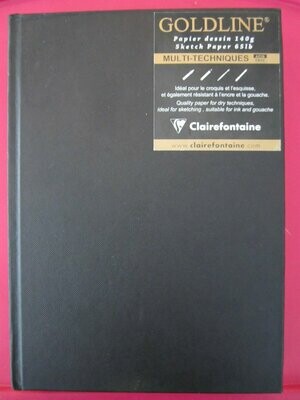 GOLDLINE®
Papier dessin 140g
Sketch Paper 65lb
MULTI-TECHNIQUES
Idéal pour le croquis et l'esquisse,
et également résistant à l'encre et la gouache.
Quality paper for dry techniques,
ideal for sketching , suitable for ink and gouache
Clairefontaine
www.clairefontaine.com